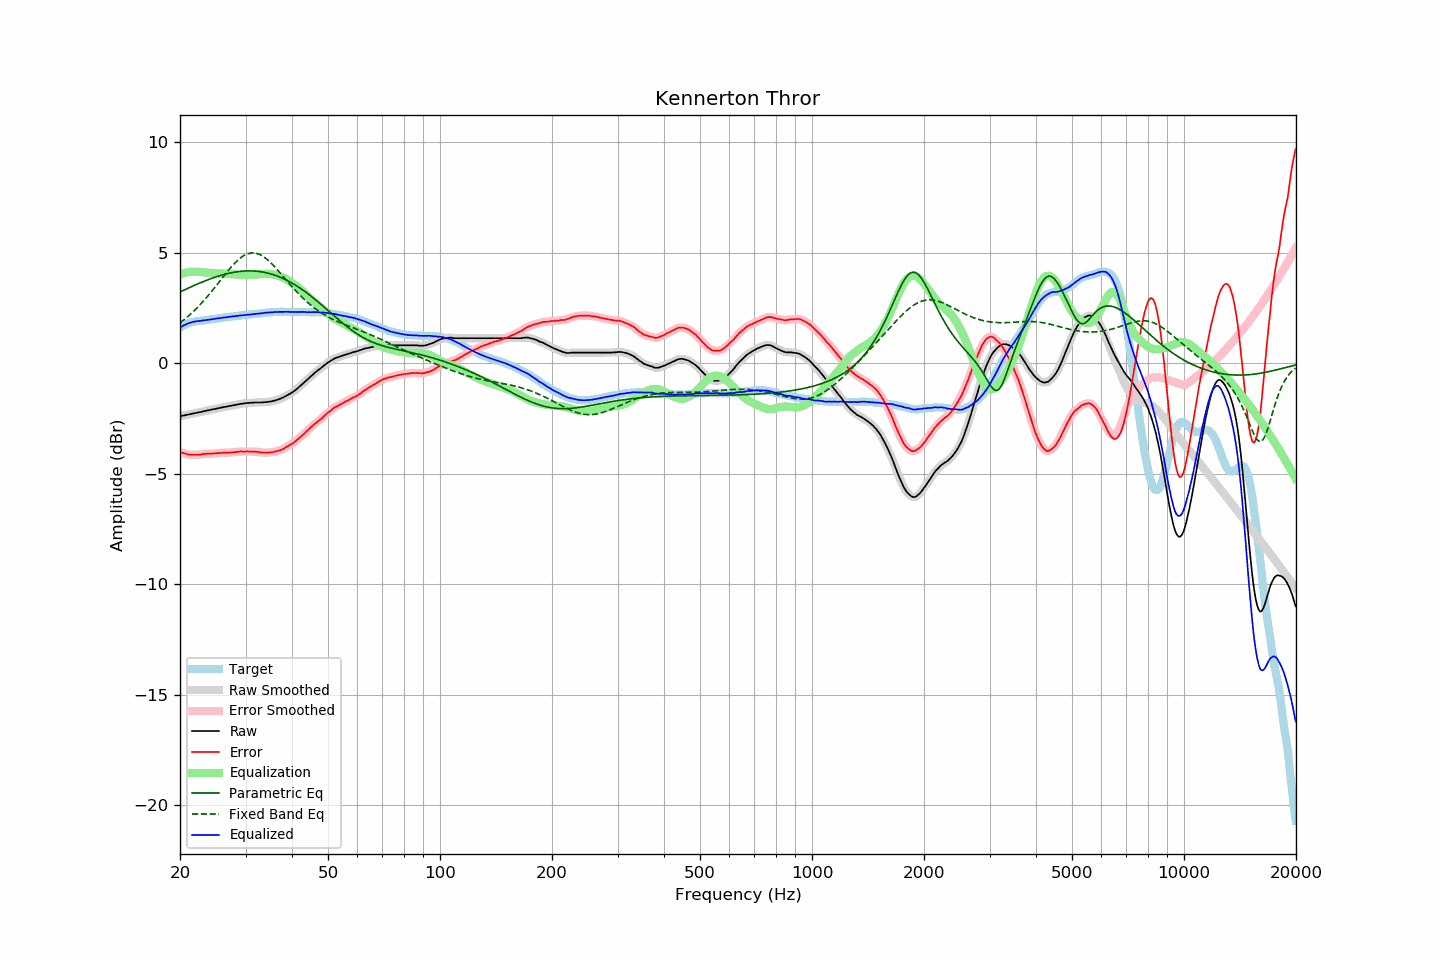 Kennerton Thror
10
5
0
−5
−10
−15
−20
Amplitude (dBr)
Target
Raw Smoothed
Error Smoothed
Raw
Error
Equalization
Parametric Eq
Fixed Band Eq
Equalized
20 50 100 200 500 1000 2000 5000 10000 20000
Frequency (Hz)